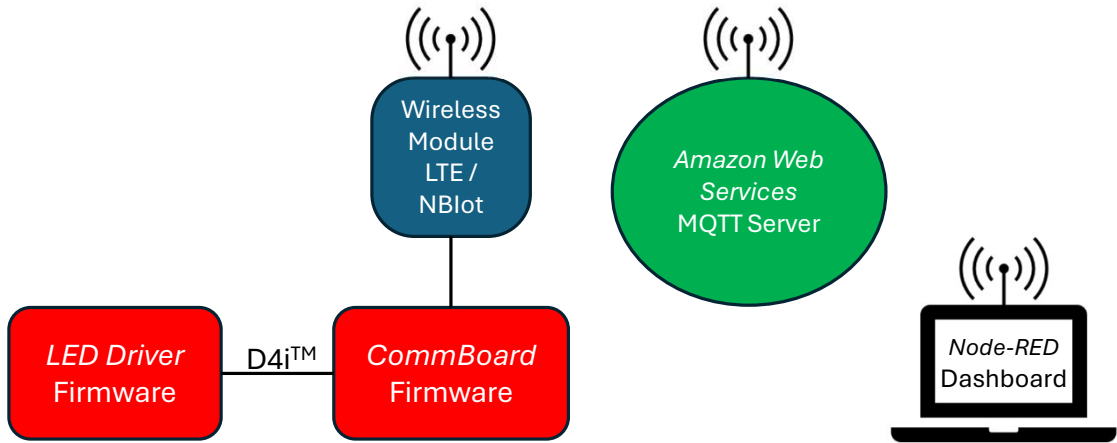 Wireless
Module
LTE /
NBIot
Amazon Web
Services
MQTT Server
LED Driver
Firmware
D4i™
CommBoard
Firmware
Node-RED
Dashboard